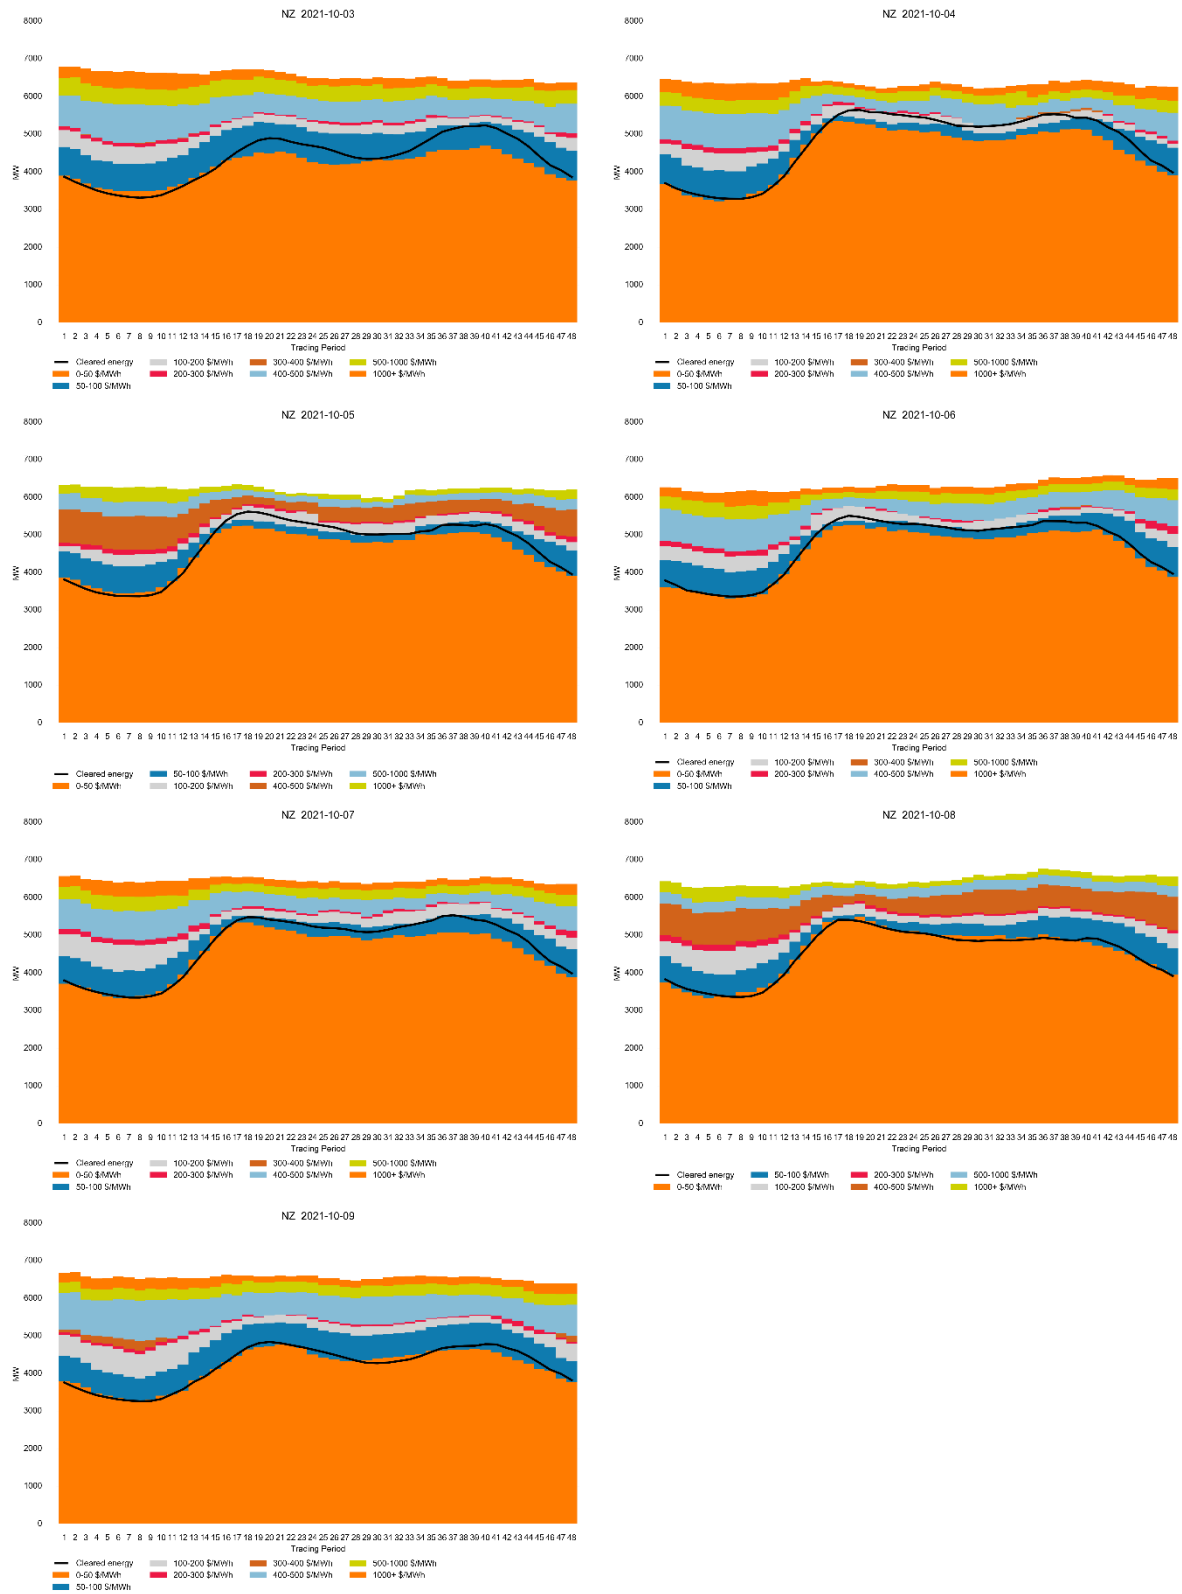 NZ 2021-10-03
8000
7000
6000
5000
4000
3000
2000
1000
0
MW
1 2 3 4 5 6 7 8 9 10 11 12 13 14 15 16 17 18 19 20 21 22 23 24 25 26 27 28 29 30 31 32 33 34 35 36 37 38 39 40 41 42 43 44 45 46 47 48
Trading Period
Cleared energy 100-200 $/MWh 300-400 $/MWh 500-1000 $/MWh
0-50 $/MWh 200-300 $/MWh 400-500 $/MWh 1000+ $/MWh
50-100 $/MWh
NZ 2021-10-04
8000
7000
6000
5000
4000
3000
2000
1000
0
MW
1 2 3 4 5 6 7 8 9 10 11 12 13 14 15 16 17 18 19 20 21 22 23 24 25 26 27 28 29 30 31 32 33 34 35 36 37 38 39 40 41 42 43 44 45 46 47 48
Trading Period
Cleared energy 100-200 $/MWh 300-400 $/MWh 500-1000 $/MWh
0-50 $/MWh 200-300 $/MWh 400-500 $/MWh 1000+ $/MWh
50-100 $/MWh
NZ 2021-10-05
8000
7000
6000
5000
4000
3000
2000
1000
0
MW
1 2 3 4 5 6 7 8 9 10 11 12 13 14 15 16 17 18 19 20 21 22 23 24 25 26 27 28 29 30 31 32 33 34 35 36 37 38 39 40 41 42 43 44 45 46 47 48
Trading Period
Cleared energy 50-100 $/MWh 200-300 $/MWh 500-1000 $/MWh
0-50 $/MWh 100-200 $/MWh 400-500 $/MWh 1000+ $/MWh
NZ 2021-10-06
8000
7000
6000
5000
4000
3000
2000
1000
0
MW
1 2 3 4 5 6 7 8 9 10 11 12 13 14 15 16 17 18 19 20 21 22 23 24 25 26 27 28 29 30 31 32 33 34 35 36 37 38 39 40 41 42 43 44 45 46 47 48
Trading Period
Cleared energy 100-200 $/MWh 300-400 $/MWh 500-1000 $/MWh
0-50 $/MWh 200-300 $/MWh 400-500 $/MWh 1000+ $/MWh
50-100 $/MWh
NZ 2021-10-07
8000
7000
6000
5000
4000
3000
2000
1000
0
MW
1 2 3 4 5 6 7 8 9 10 11 12 13 14 15 16 17 18 19 20 21 22 23 24 25 26 27 28 29 30 31 32 33 34 35 36 37 38 39 40 41 42 43 44 45 46 47 48
Trading Period
Cleared energy 100-200 $/MWh 300-400 $/MWh 500-1000 $/MWh
0-50 $/MWh 200-300 $/MWh 400-500 $/MWh 1000+ $/MWh
50-100 $/MWh
NZ 2021-10-08
8000
7000
6000
5000
4000
3000
2000
1000
0
MW
1 2 3 4 5 6 7 8 9 10 11 12 13 14 15 16 17 18 19 20 21 22 23 24 25 26 27 28 29 30 31 32 33 34 35 36 37 38 39 40 41 42 43 44 45 46 47 48
Trading Period
Cleared energy 50-100 $/MWh 200-300 $/MWh 500-1000 $/MWh
0-50 $/MWh 100-200 $/MWh 400-500 $/MWh 1000+ $/MWh
NZ 2021-10-09
8000
7000
6000
5000
4000
3000
2000
1000
0
MW
1 2 3 4 5 6 7 8 9 10 11 12 13 14 15 16 17 18 19 20 21 22 23 24 25 26 27 28 29 30 31 32 33 34 35 36 37 38 39 40 41 42 43 44 45 46 47 48
Trading Period
Cleared energy 100-200 $/MWh 300-400 $/MWh 500-1000 $/MWh
0-50 $/MWh 200-300 $/MWh 400-500 $/MWh 1000+ $/MWh
50-100 $/MWh